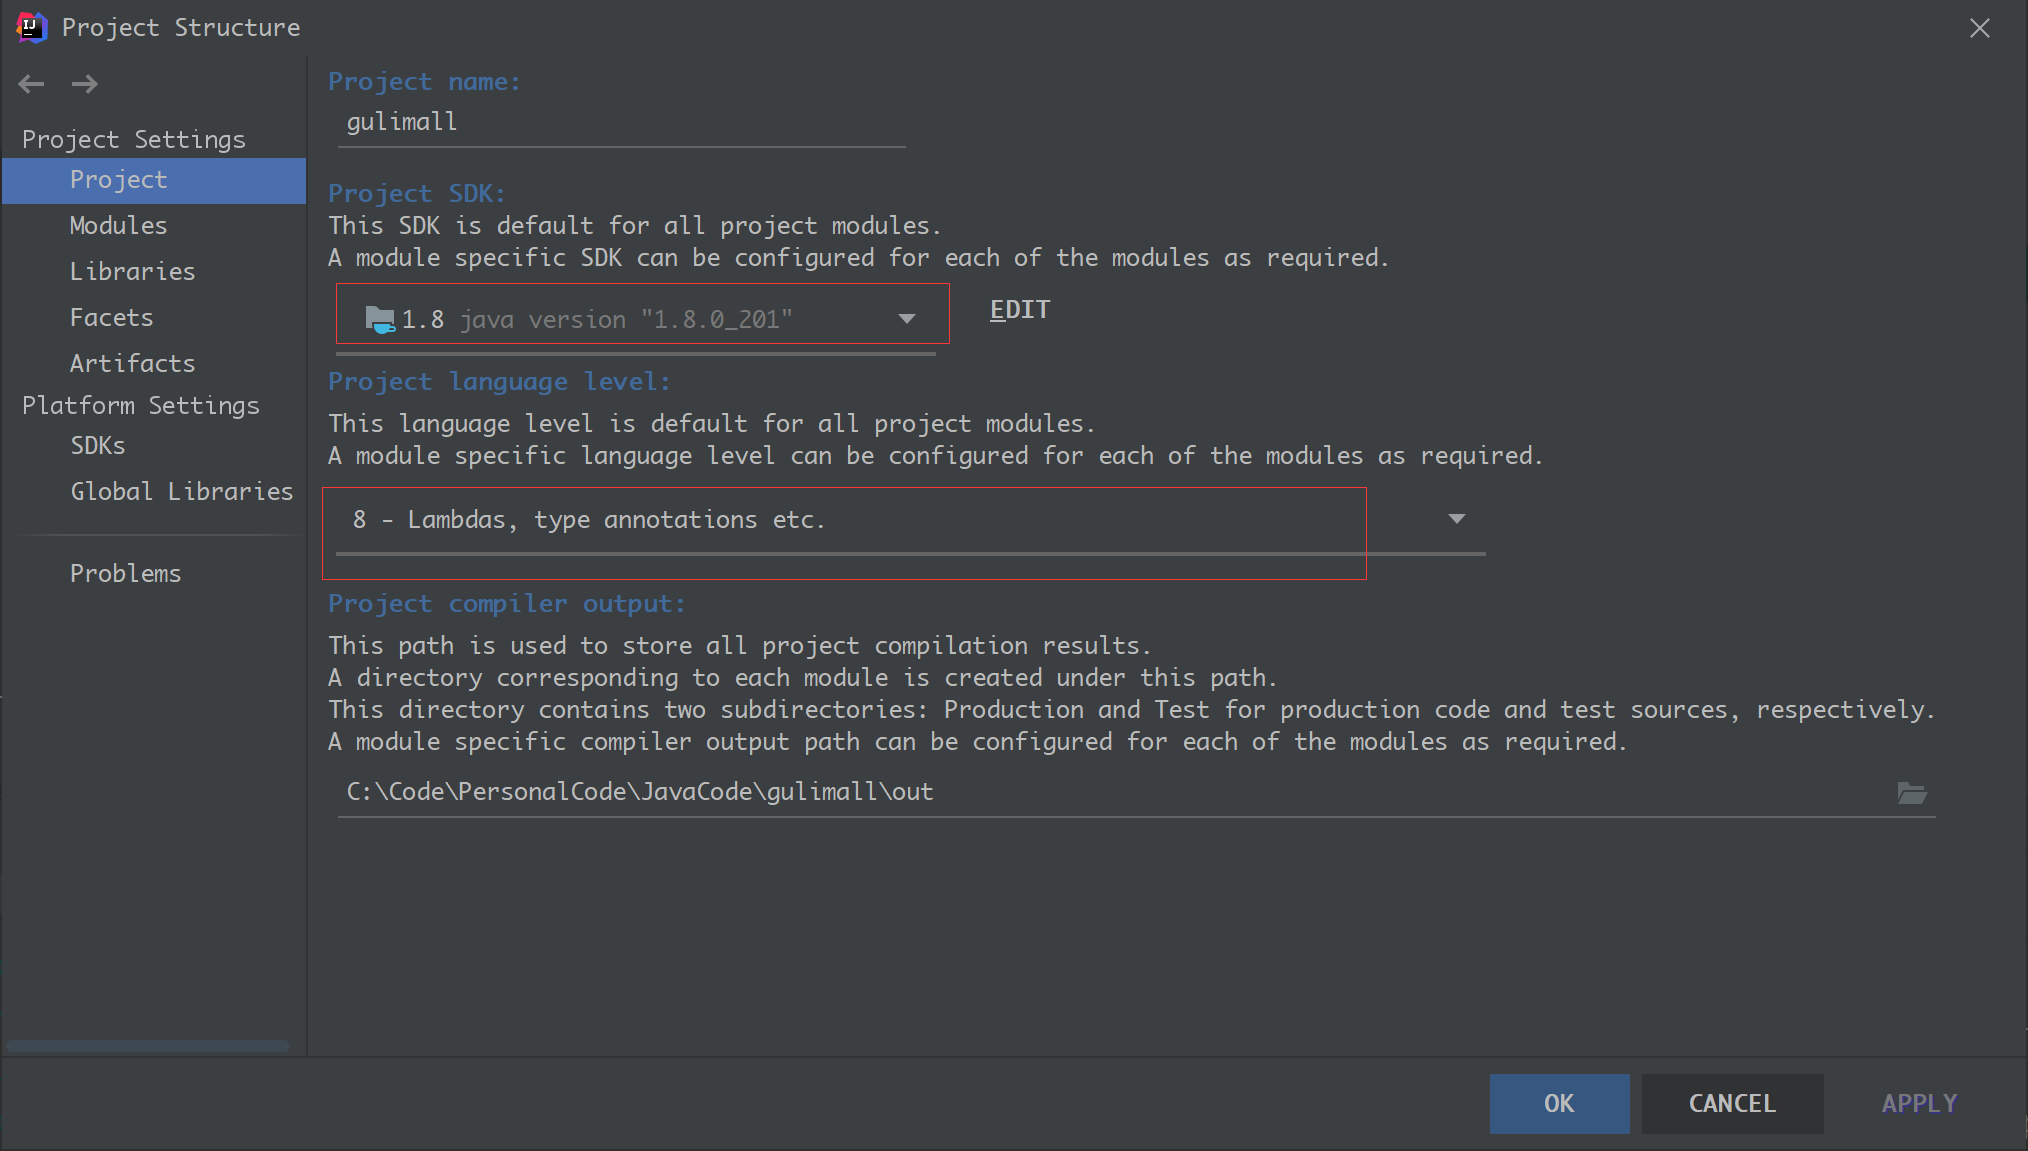 IJ
Project Structure
Project Settings
Project
Modules
Libraries
Facets
Artifacts
Platform Settings
SDKs
Global Libraries
Problems
Project name:
gulimall
Project SDK:
This SDK is default for all project modules.
A module specific SDK can be configured for each of the modules as required.
1.8 java version "1.8.0_201"
EDIT
Project language level:
This language level is default for all project modules.
A module specific language level can be configured for each of the modules as required.
8 - Lambdas, type annotations etc.
Project compiler output:
This path is used to store all project compilation results.
A directory corresponding to each module is created under this path.
This directory contains two subdirectories: Production and Test for production code and test sources, respectively.
A module specific compiler output path can be configured for each of the modules as required.
C:\Code\PersonalCode\JavaCode\gulimall\out
OK
CANCEL
APPLY